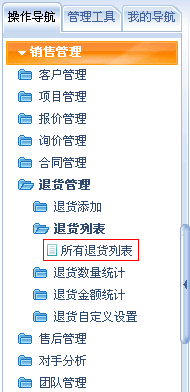 操作导航 管理工具 我的导航
销售管理
客户管理
项目管理
报价管理
询价管理
合同管理
退货管理
退货添加
退货列表
所有退货列表
退货数量统计
退货金额统计
退货自定义设置
售后管理
对手分析
团队管理